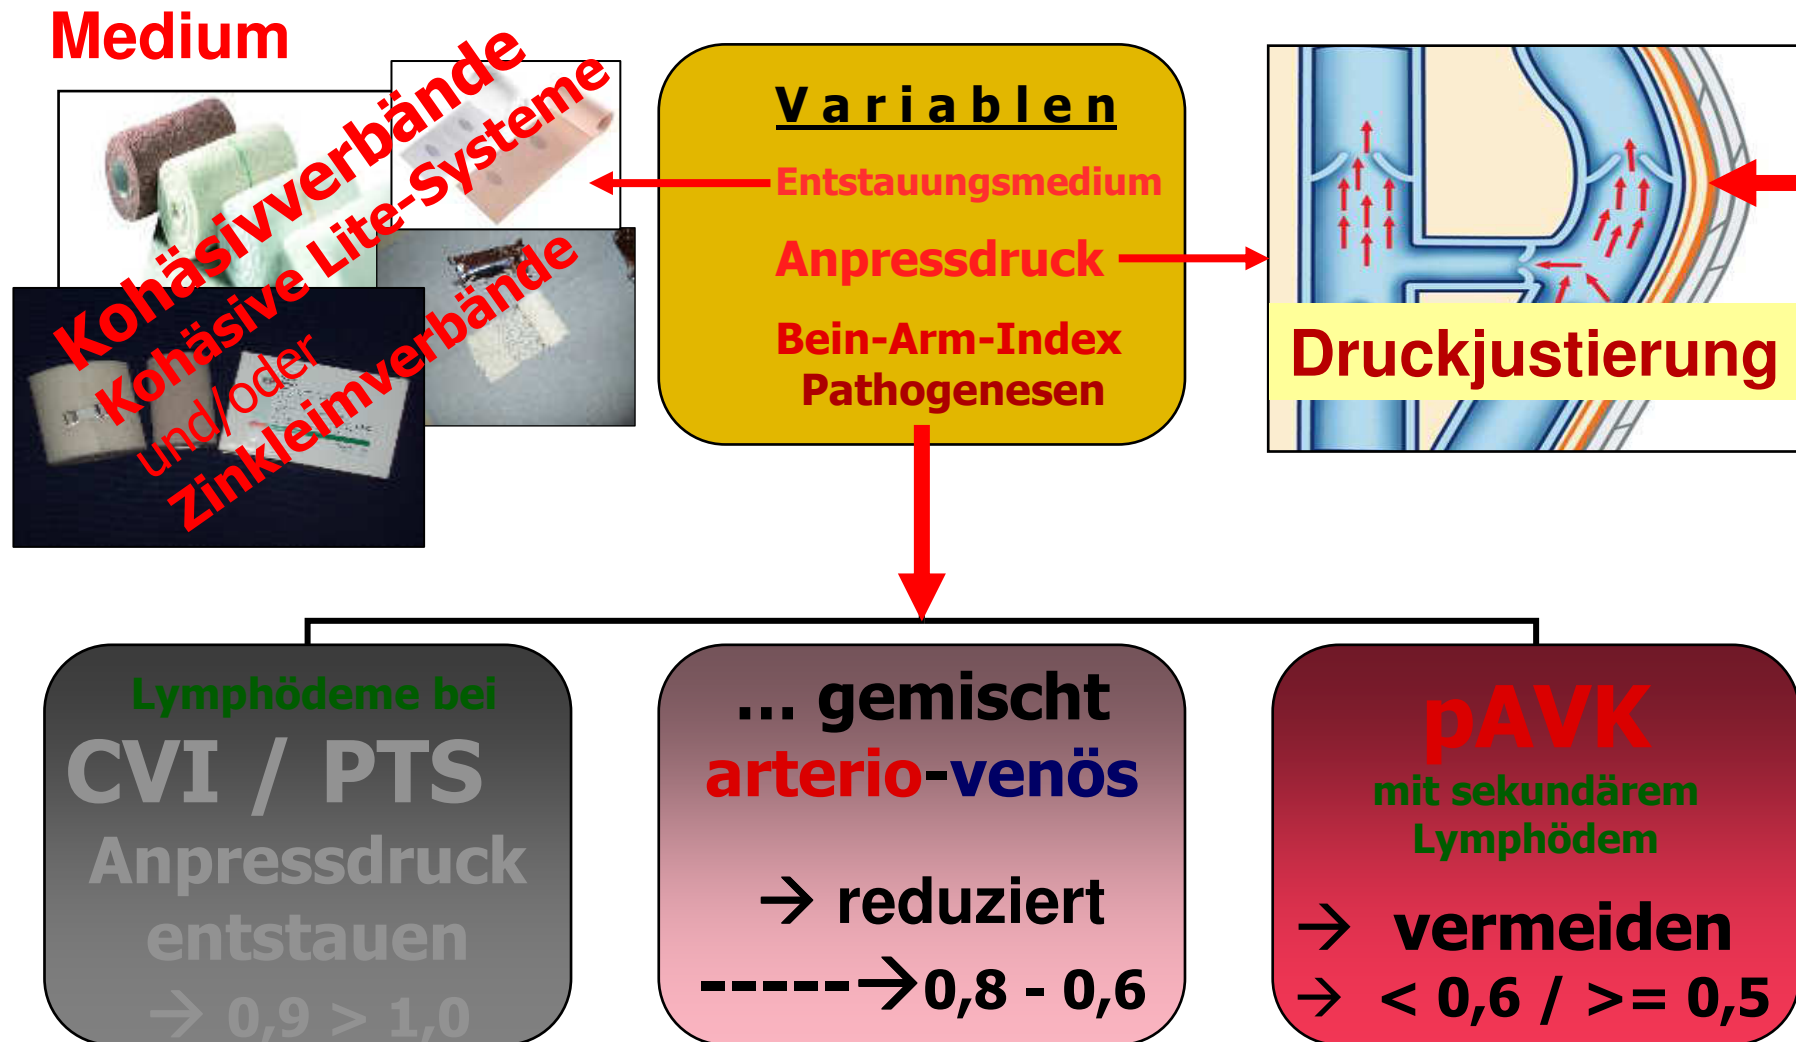 Medium
Kohäsivverbände
Kohäsive Lite-Systeme
und/oder
Zinkleimverbände
Variablen
Entstauungsmedium
Anpressdruck
Bein-Arm-Index
Pathogenesen
Druckjustierung
Lymphödeme bei
CVI / PTS
Anpressdruck
entstauen
→ 0,9 > 1,0
... gemischt
arterio-venös
→ reduziert
-----→0,8 - 0,6
pAVK
mit sekundärem
Lymphödem
→ vermeiden
→ < 0,6 / >= 0,5